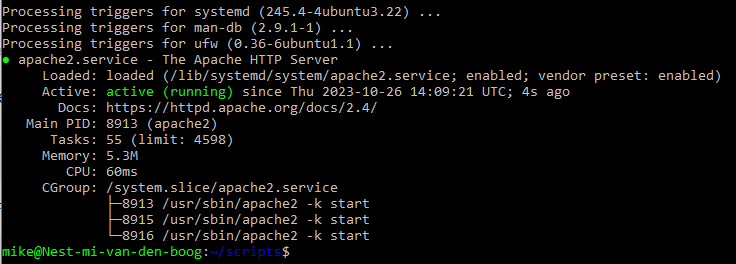 Processing triggers for systemd (245.4-4ubuntu3.22) ...
Processing triggers for man-db (2.9.1-1) ...
Processing triggers for ufw (0.36-6ubuntu1.1) ...
● apache2.service - The Apache HTTP Server
     Loaded: loaded (/lib/systemd/system/apache2.service; enabled; vendor preset: enabled)
     Active: active (running) since Thu 2023-10-26 14:09:21 UTC; 4s ago
       Docs: https://httpd.apache.org/docs/2.4/
   Main PID: 8913 (apache2)
      Tasks: 55 (limit: 4598)
     Memory: 5.3M
        CPU: 60ms
     CGroup: /system.slice/apache2.service
             ├─8913 /usr/sbin/apache2 -k start
             ├─8915 /usr/sbin/apache2 -k start
             └─8916 /usr/sbin/apache2 -k start
mike@Nest-mi-van-den-boog:~/scripts$